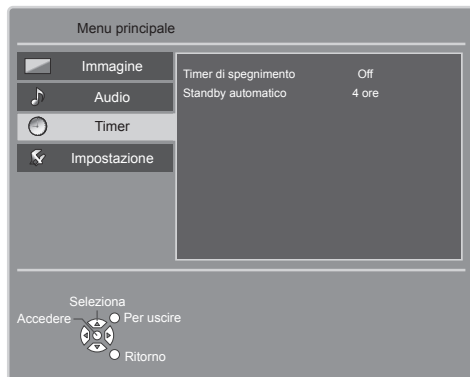 Menu principale
Immagine
Audio
Timer
Impostazione
Timer di spegnimento Off
Standby automatico 4 ore
Seleziona
Accedere Per uscire
Ritorno